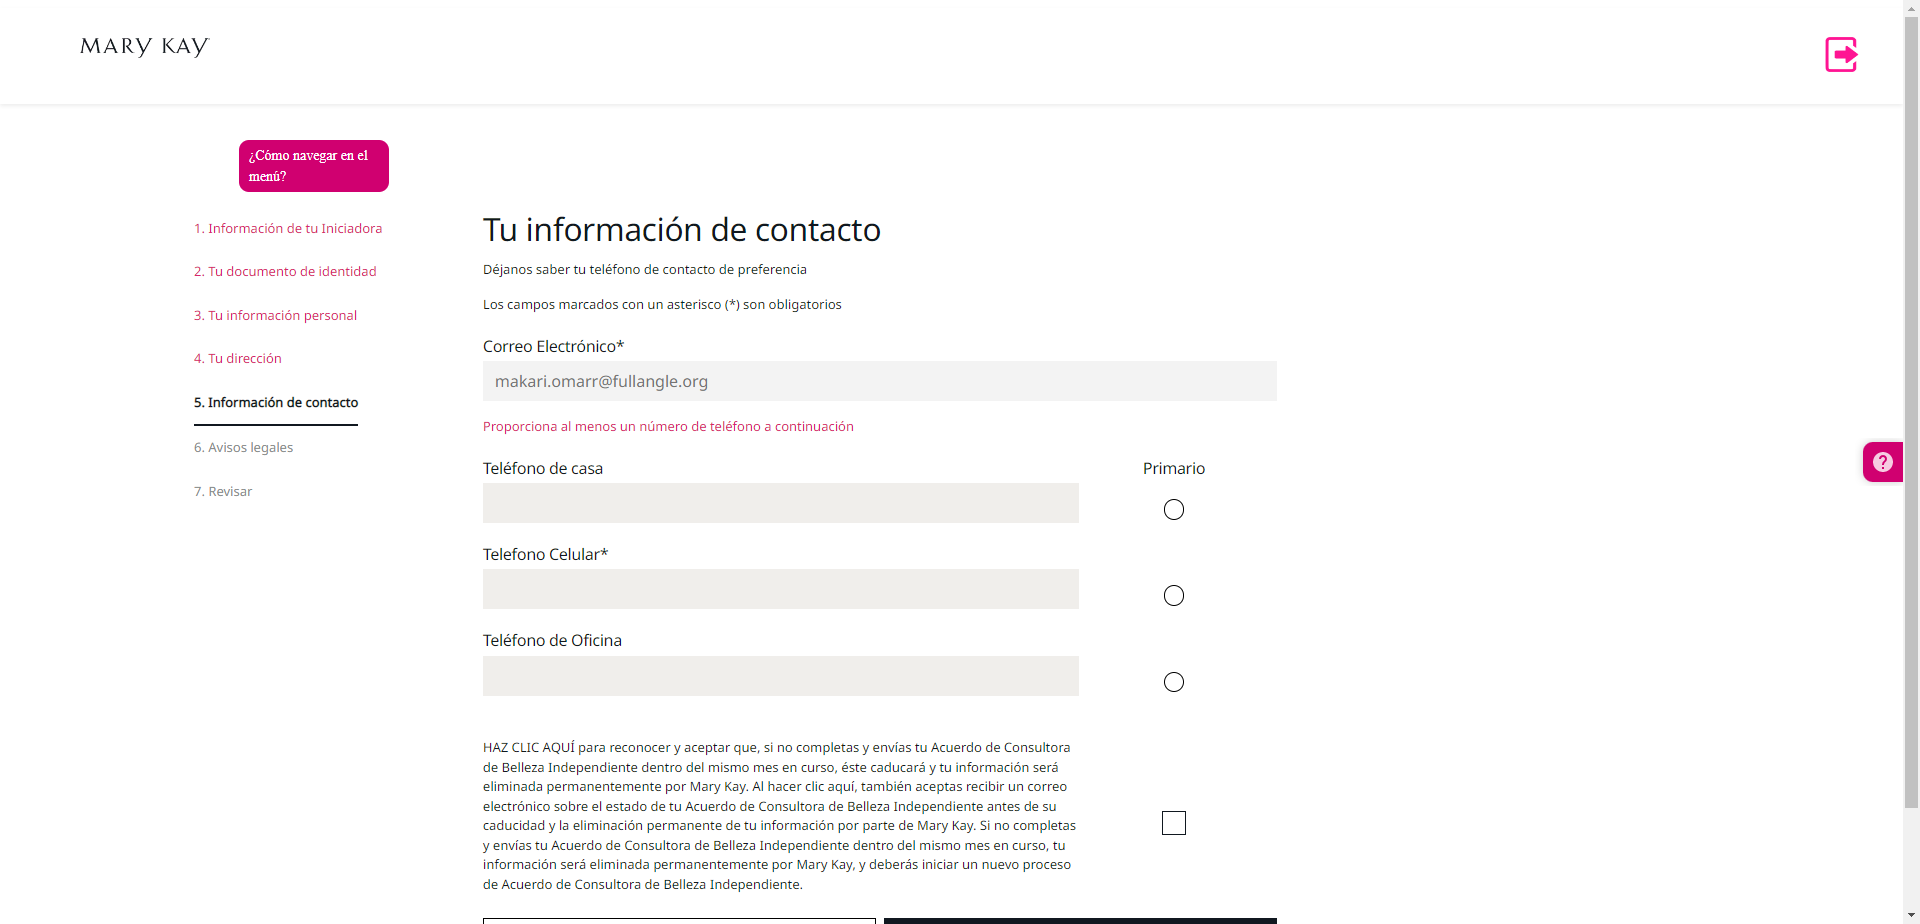 MARY KAY
¿Cómo navegar en el
menú?
1. Información de tu Iniciadora
2. Tu documento de identidad
3. Tu información personal
4. Tu dirección
5. Información de contacto
6. Avisos legales
7. Revisar
Tu información de contacto
Déjanos saber tu teléfono de contacto de preferencia
Los campos marcados con un asterisco (*) son obligatorios
Correo Electrónico*
makari.omarr@fullangle.org
Proporciona al menos un número de teléfono a continuación
Teléfono de casa
Primario
Telefono Celular*
Teléfono de Oficina
HAZ CLIC AQUÍ para reconocer y aceptar que, si no completas y envías tu Acuerdo de Consultora
de Belleza Independiente dentro del mismo mes en curso, éste caducará y tu información será
eliminada permanentemente por Mary Kay. Al hacer clic aquí, también aceptas recibir un correo
electrónico sobre el estado de tu Acuerdo de Consultora de Belleza Independiente antes de su
caducidad y la eliminación permanente de tu información por parte de Mary Kay. Si no completas
y envías tu Acuerdo de Consultora de Belleza Independiente dentro del mismo mes en curso, tu
información será eliminada permanentemente por Mary Kay, y deberás iniciar un nuevo proceso
de Acuerdo de Consultora de Belleza Independiente.